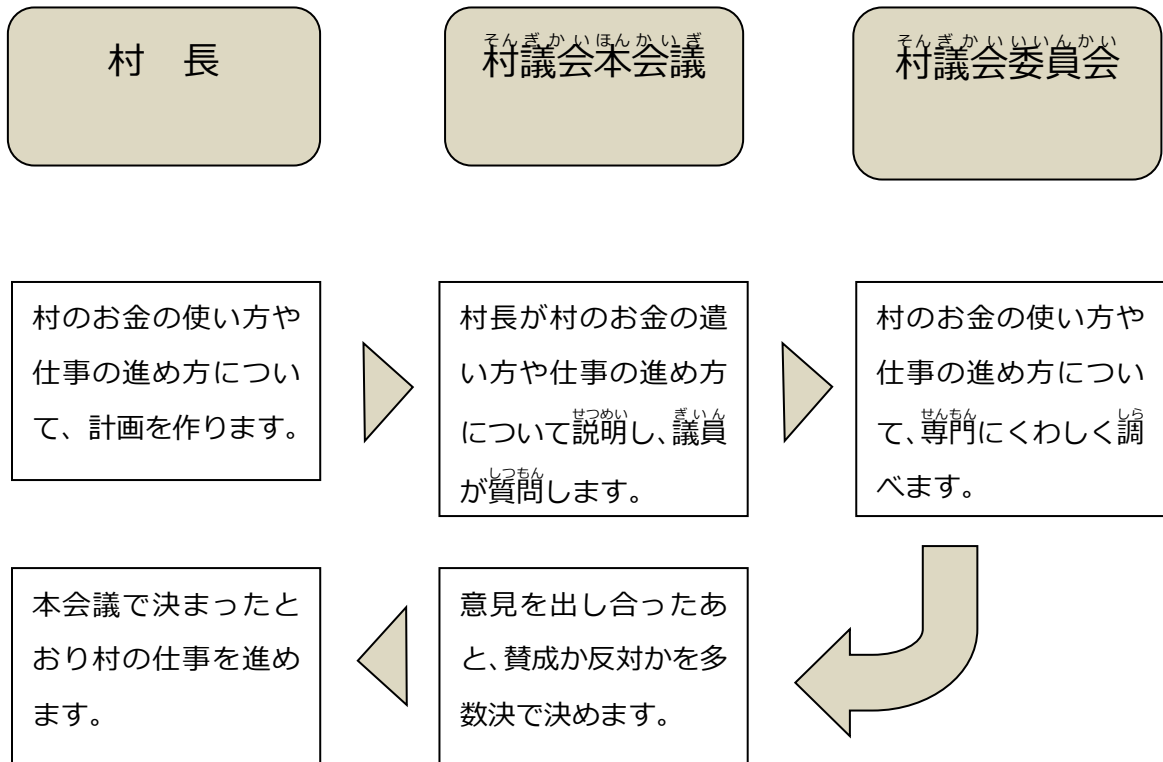 村　長
村議会本会議
村議会委員会
村のお金の使い方や
仕事の進め方につい
て、計画を作ります。
村長が村のお金の遣
い方や仕事の進め方
について説明し、議員
が質問します。
村のお金の使い方や
仕事の進め方につい
て、専門にくわしく調
べます。
本会議で決まったと
おり村の仕事を進め
ます。
意見を出し合ったあ
と、賛成か反対かを多
数決で決めます。